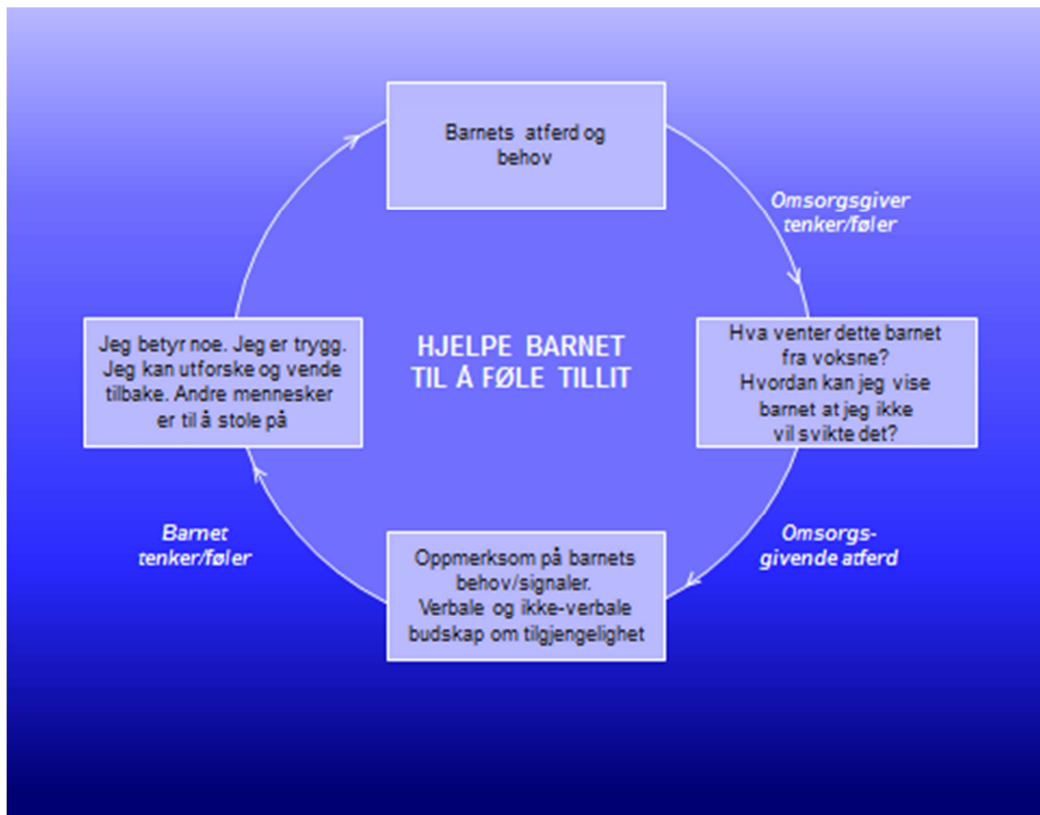 Barnets atferd og
behov
Omsorgsgiver
tenker/føler
Hva venter dette barnet
fra voksne?
Hvordan kan jeg vise
barnet at jeg ikke
vil svikte det?
Omsorgs-
givende atferd
Oppmerksom på barnets
behov/signaler.
Verbale og ikke-verbale
budskap om tilgjengelighet
Barnet
tenker/føler
Jeg betyr noe. Jeg er trygg.
Jeg kan utforske og vende
tilbake. Andre mennesker
er til å stole på
HJELPE BARNET
TIL Å FØLE TILLIT